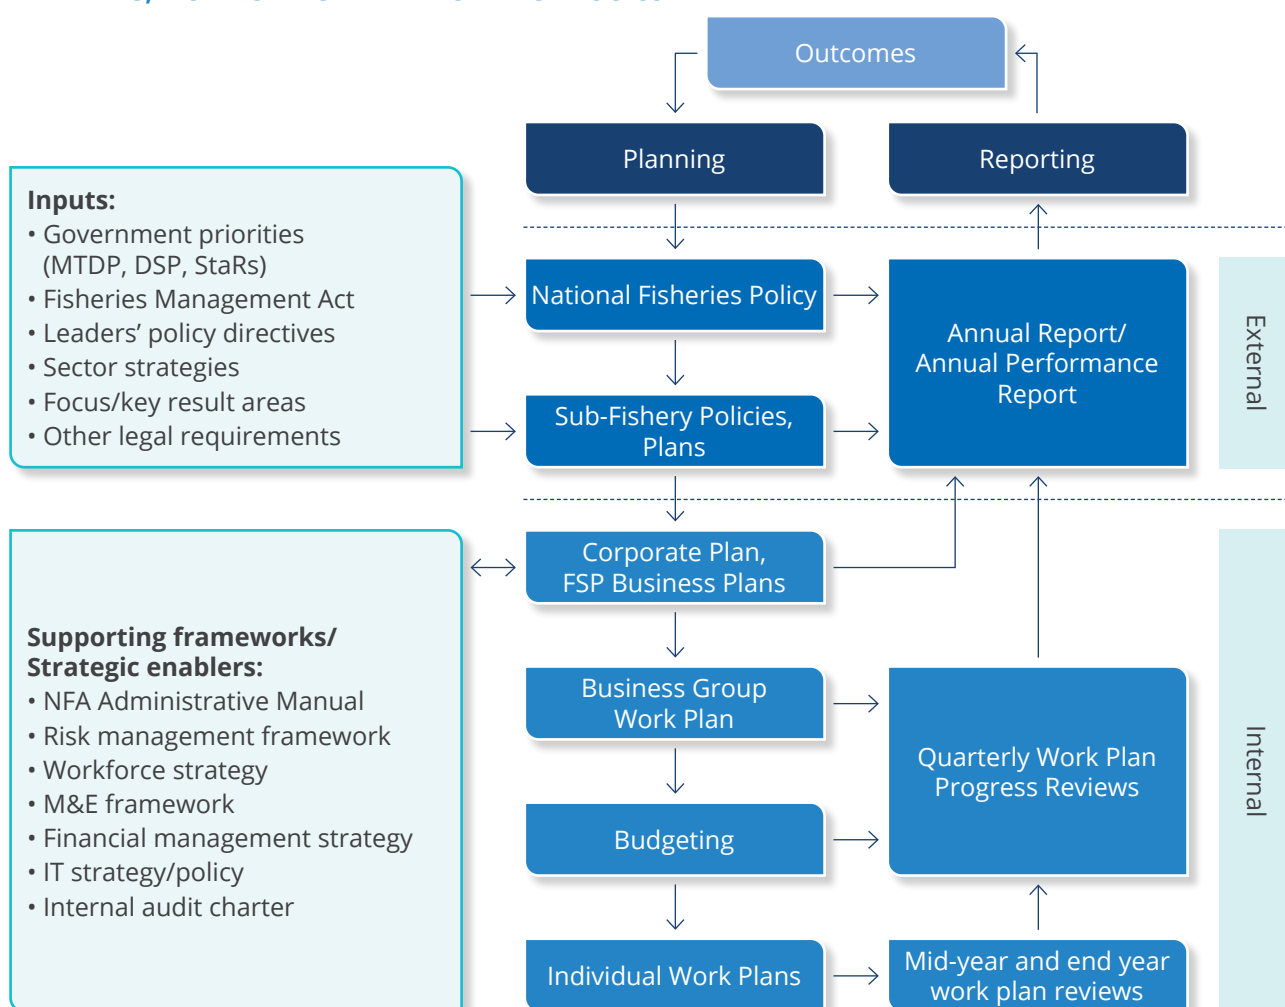 Outcomes
Planning
Reporting
Inputs:
• Government priorities
(MTDP, DSP, StaRs)
• Fisheries Management Act
• Leaders’ policy directives
• Sector strategies
• Focus/key result areas
• Other legal requirements
National Fisheries Policy
Sub-Fishery Policies,
Plans
Annual Report/
Annual Performance
Report
External
Supporting frameworks/
Strategic enablers:
• NFA Administrative Manual
• Risk management framework
• Workforce strategy
• M&E framework
• Financial management strategy
• IT strategy/policy
• Internal audit charter
Corporate Plan,
FSP Business Plans
Business Group
Work Plan
Budgeting
Individual Work Plans
Quarterly Work Plan
Progress Reviews
Mid-year and end year
work plan reviews
Internal